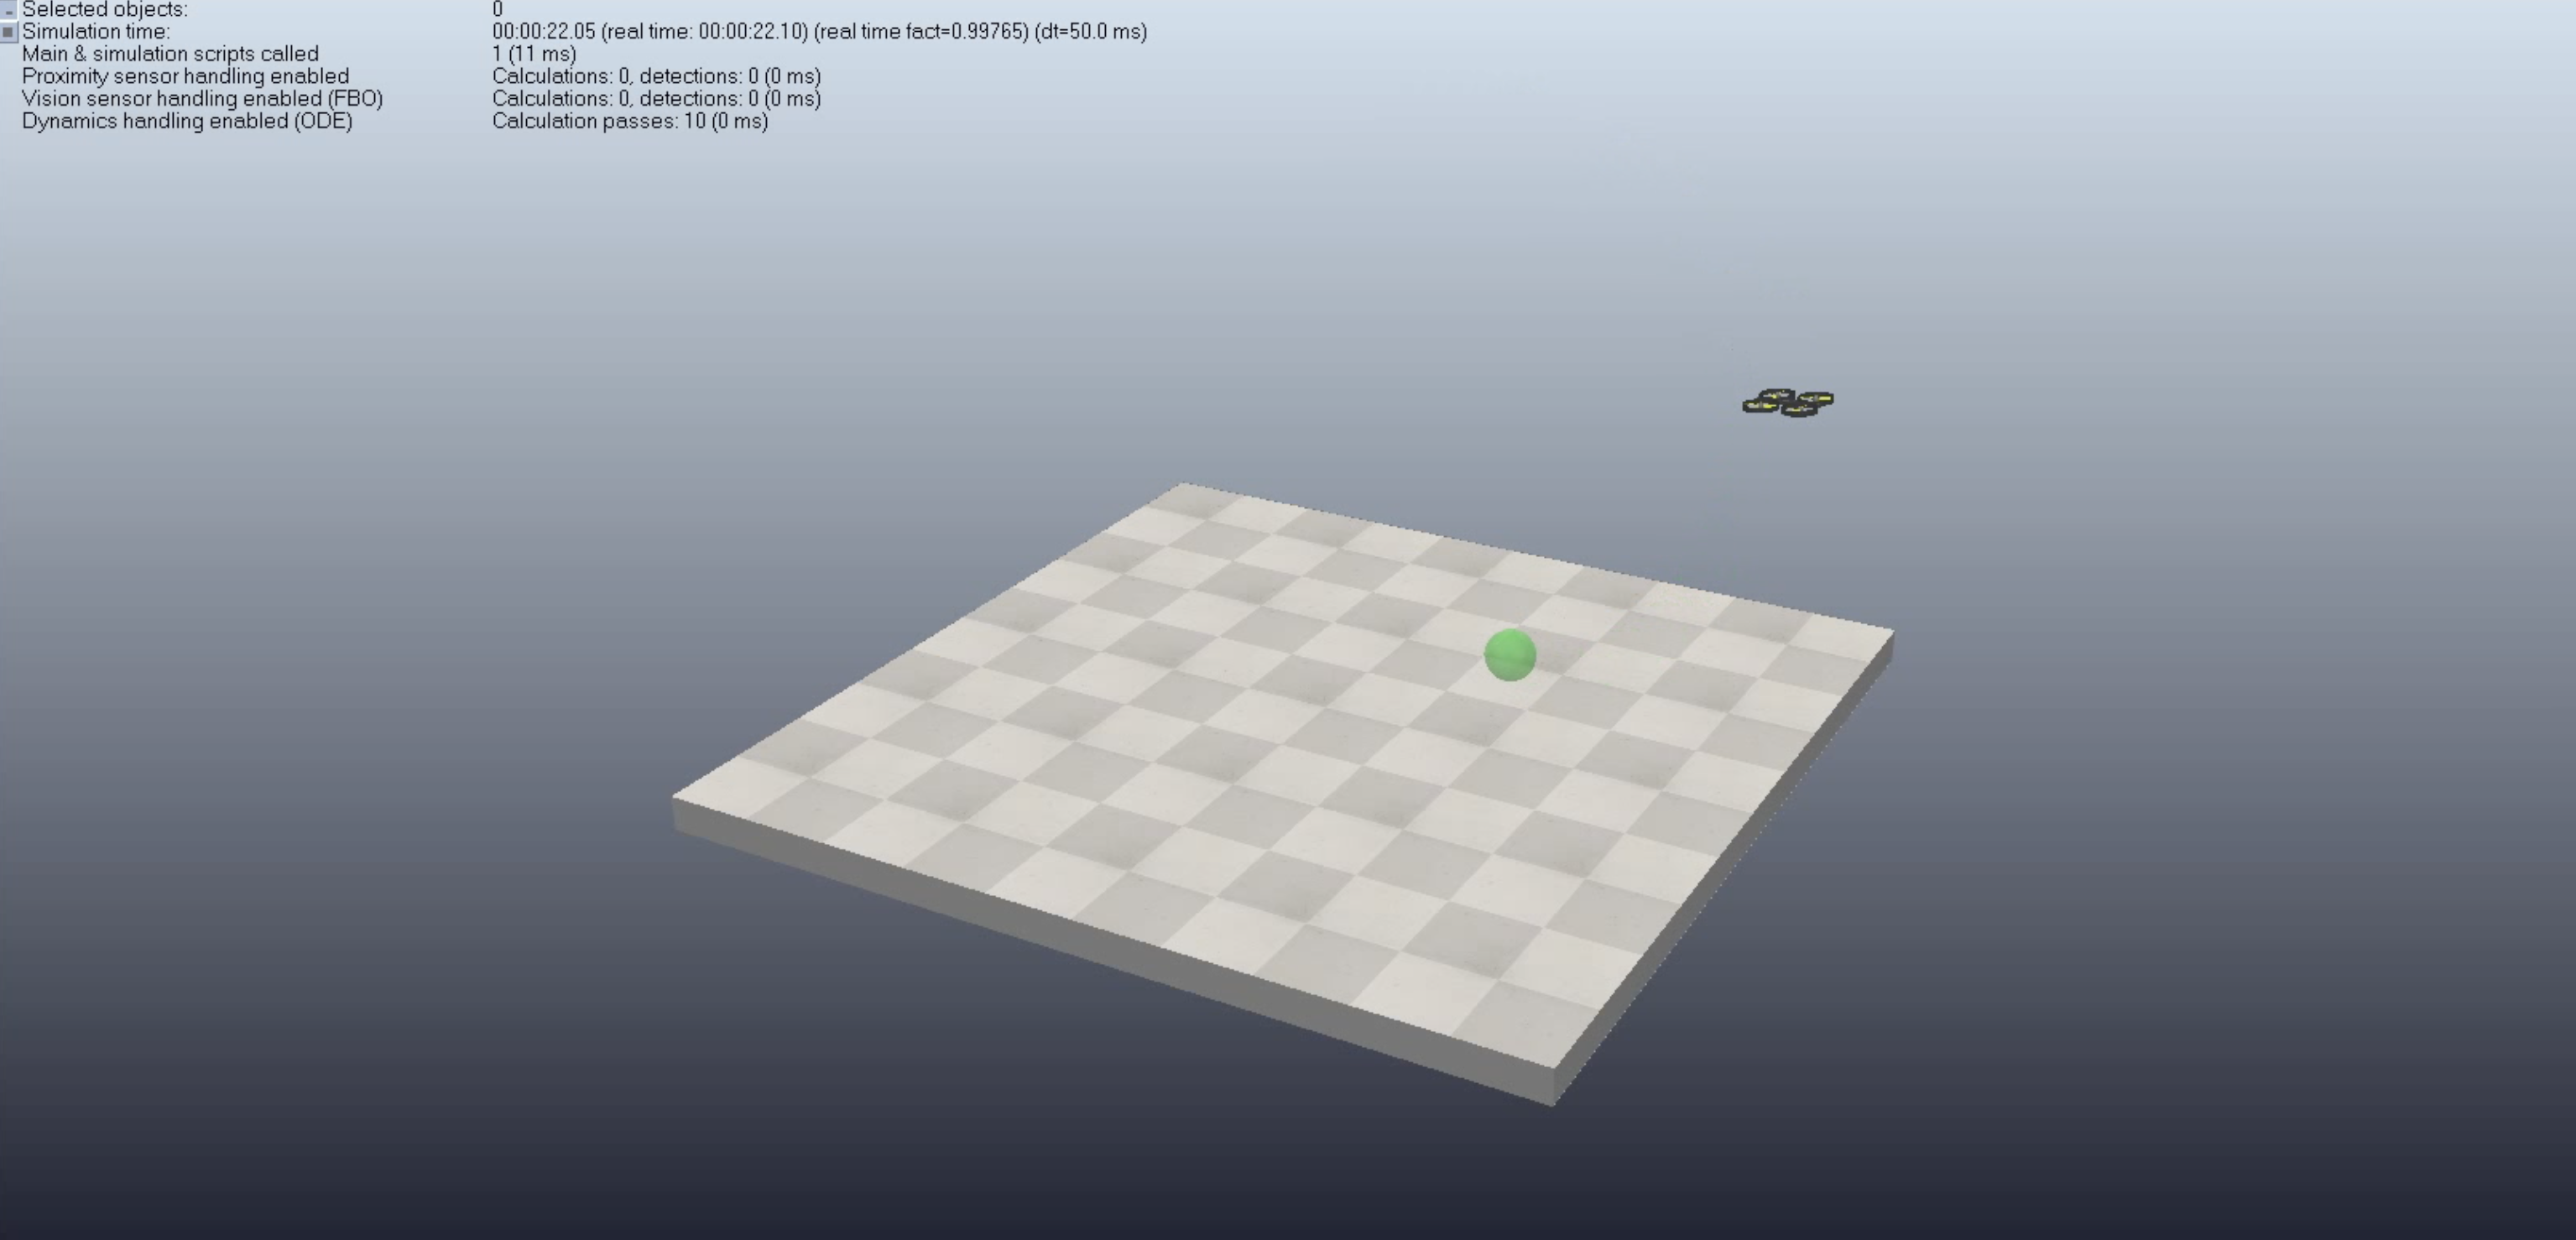 Selected objects: 0
Simulation time: 00:00:22.05 (real time: 00:00:22.10) (real time fact=0.99765) (dt=50.0 ms)
Main & simulation scripts called 1 (11 ms)
Proximity sensor handling enabled Calculations: 0, detections: 0 (0 ms)
Vision sensor handling enabled (FBO) Calculations: 0, detections: 0 (0 ms)
Dynamics handling enabled (ODE) Calculation passes: 10 (0 ms)